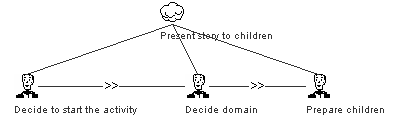 Present story to children
>> >>
Decide to start the activity Decide domain Prepare children